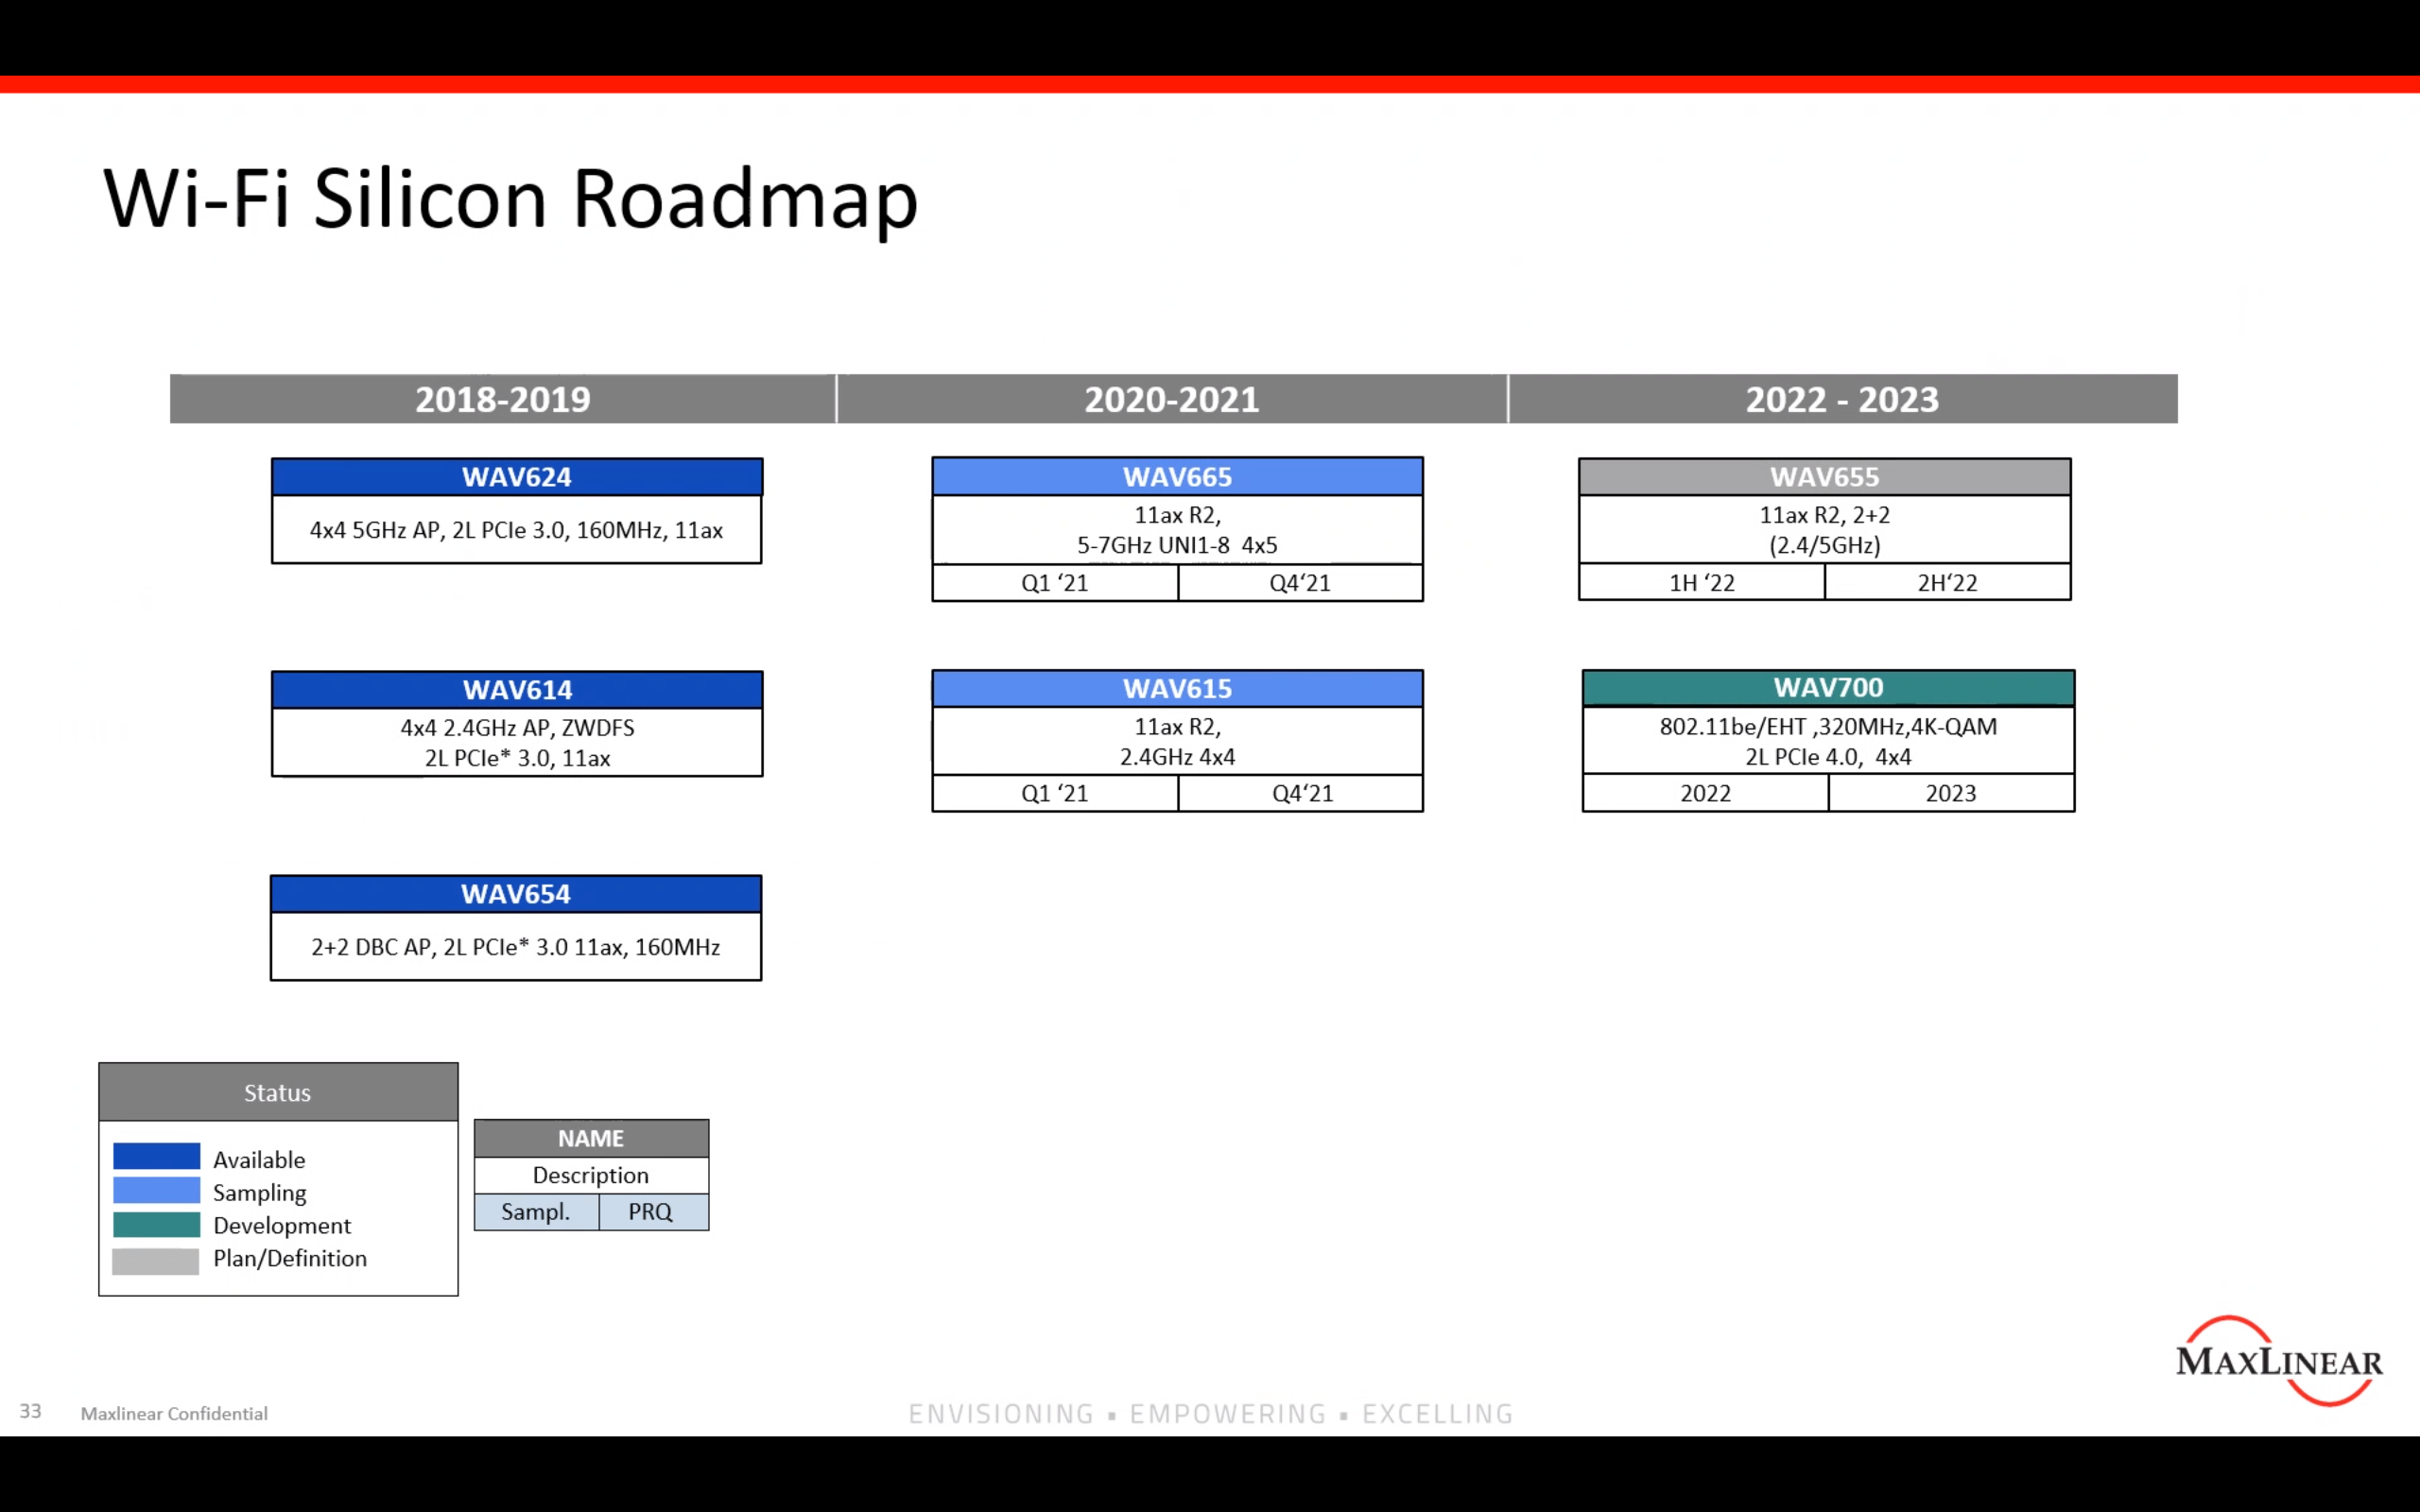 Wi-Fi Silicon Roadmap
2018-2019
2020-2021
2022 - 2023
WAV624
4x4 5GHz AP, 2L PCIe 3.0, 160MHz, 11ax
WAV665
11ax R2,
5-7GHz UNI1-8 4x5
Q1 ‘21
Q4‘21
WAV655
11ax R2, 2+2
(2.4/5GHz)
1H ‘22
2H‘22
WAV614
4x4 2.4GHz AP, ZWDFS
2L PCIe* 3.0, 11ax
WAV615
11ax R2,
2.4GHz 4x4
Q1 ‘21
Q4‘21
WAV700
802.11be/EHT ,320MHz,4K-QAM
2L PCIe 4.0, 4x4
2022
2023
WAV654
2+2 DBC AP, 2L PCIe* 3.0 11ax, 160MHz
Status
Available
Sampling
Development
Plan/Definition
NAME
Description
Sampl.
PRQ
MAXLINEAR
33
Maxlinear Confidential
ENVISIONING ▪ EMPOWERING ▪ EXCELLING